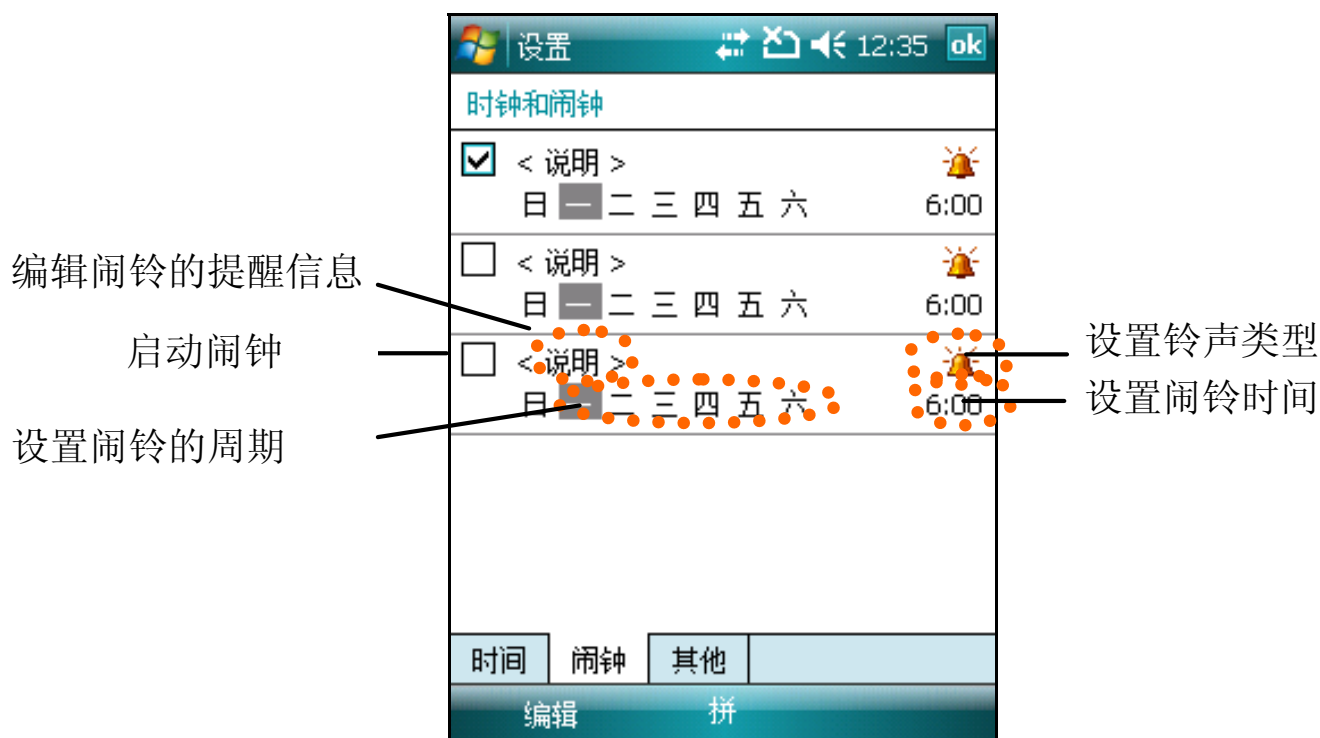 设置 12:35 ok
时钟和闹钟
< 说明 >
日 一 二 三 四 五 六 6:00
< 说明 >
日 一 二 三 四 五 六 6:00
< 说明 >
日 一 二 三 四 五 六 6:00
编辑闹铃的提醒信息
启动闹钟
设置闹铃的周期
设置铃声类型
设置闹铃时间
时间 闹钟 其他
编辑 拼